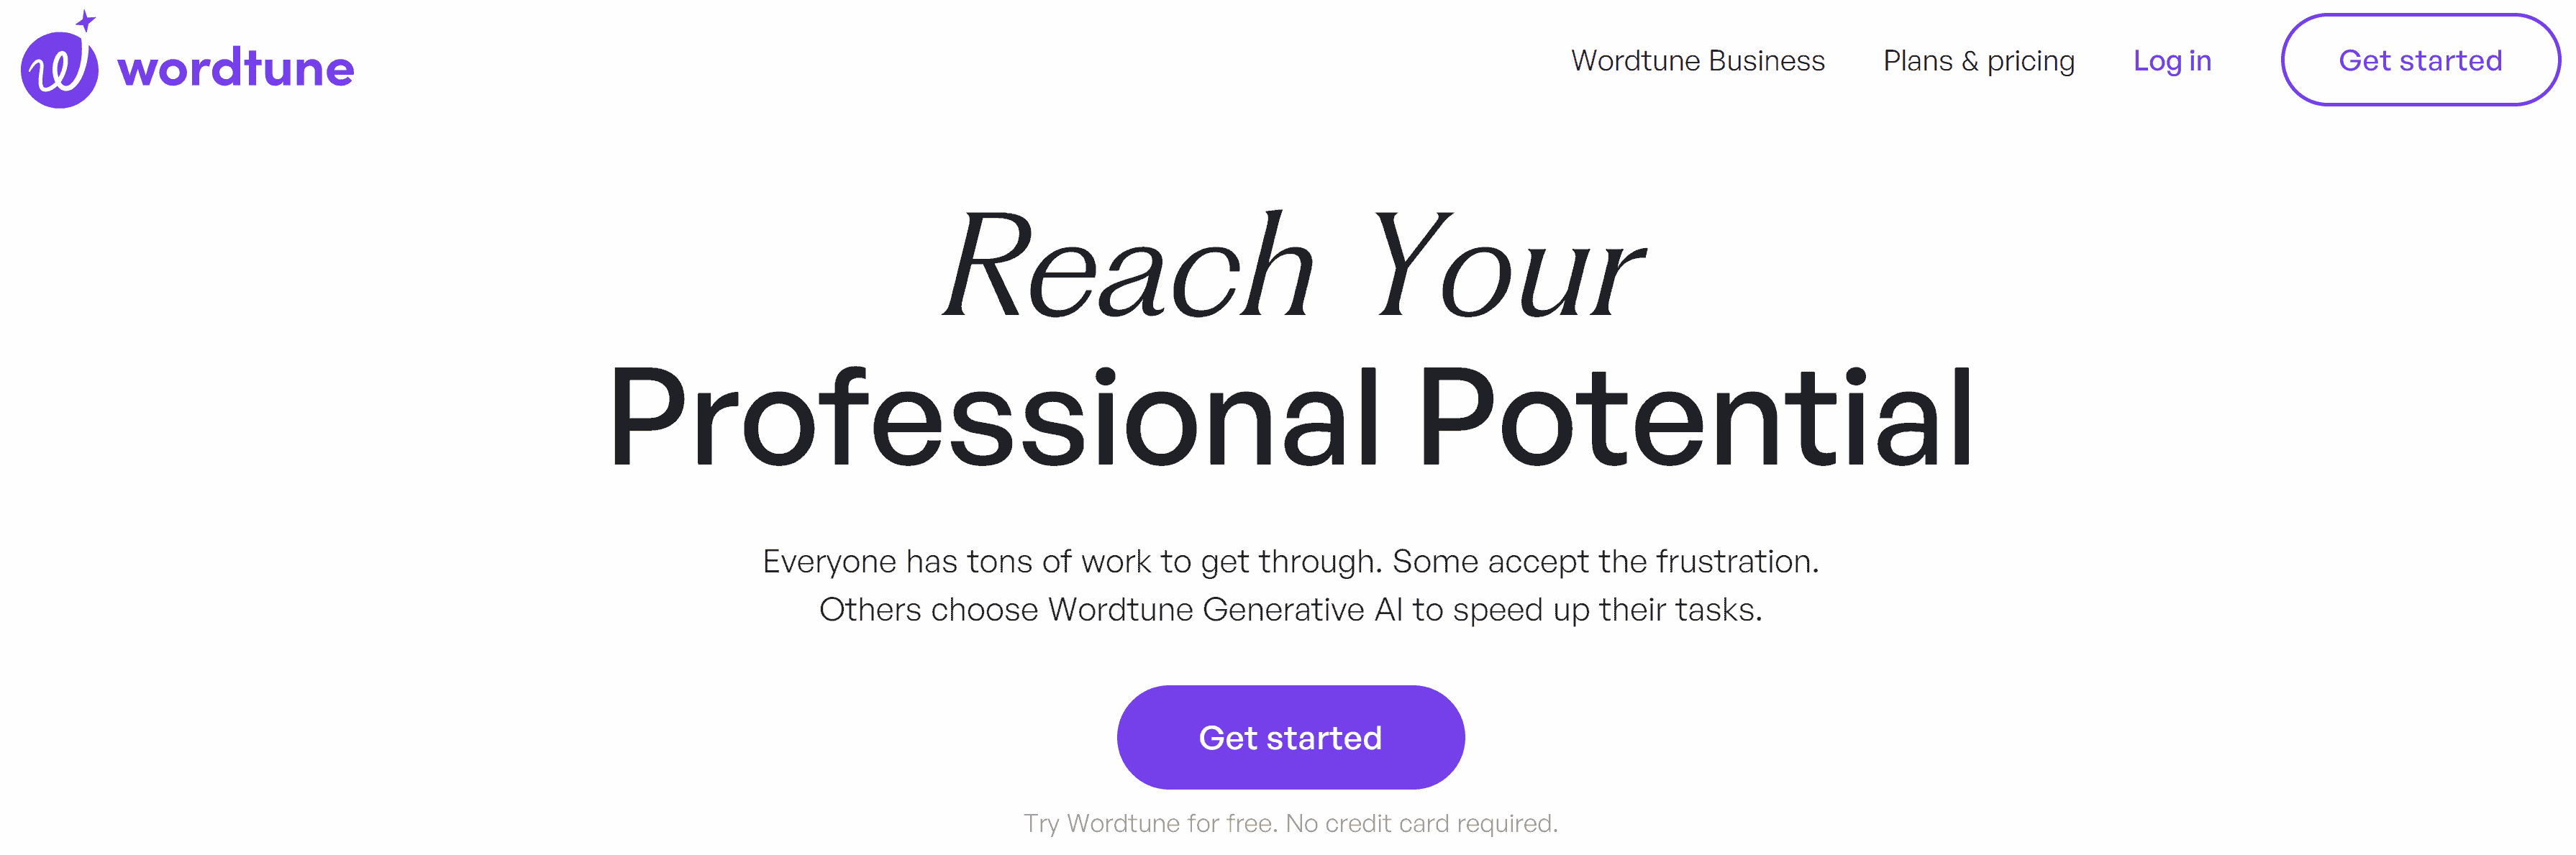 wordtune
Wordtune Business
Plans & pricing
Log in
Get started
Reach Your
Professional Potential
Everyone has tons of work to get through. Some accept the frustration.
Others choose Wordtune Generative AI to speed up their tasks.
Get started
Try Wordtune for free. No credit card required.